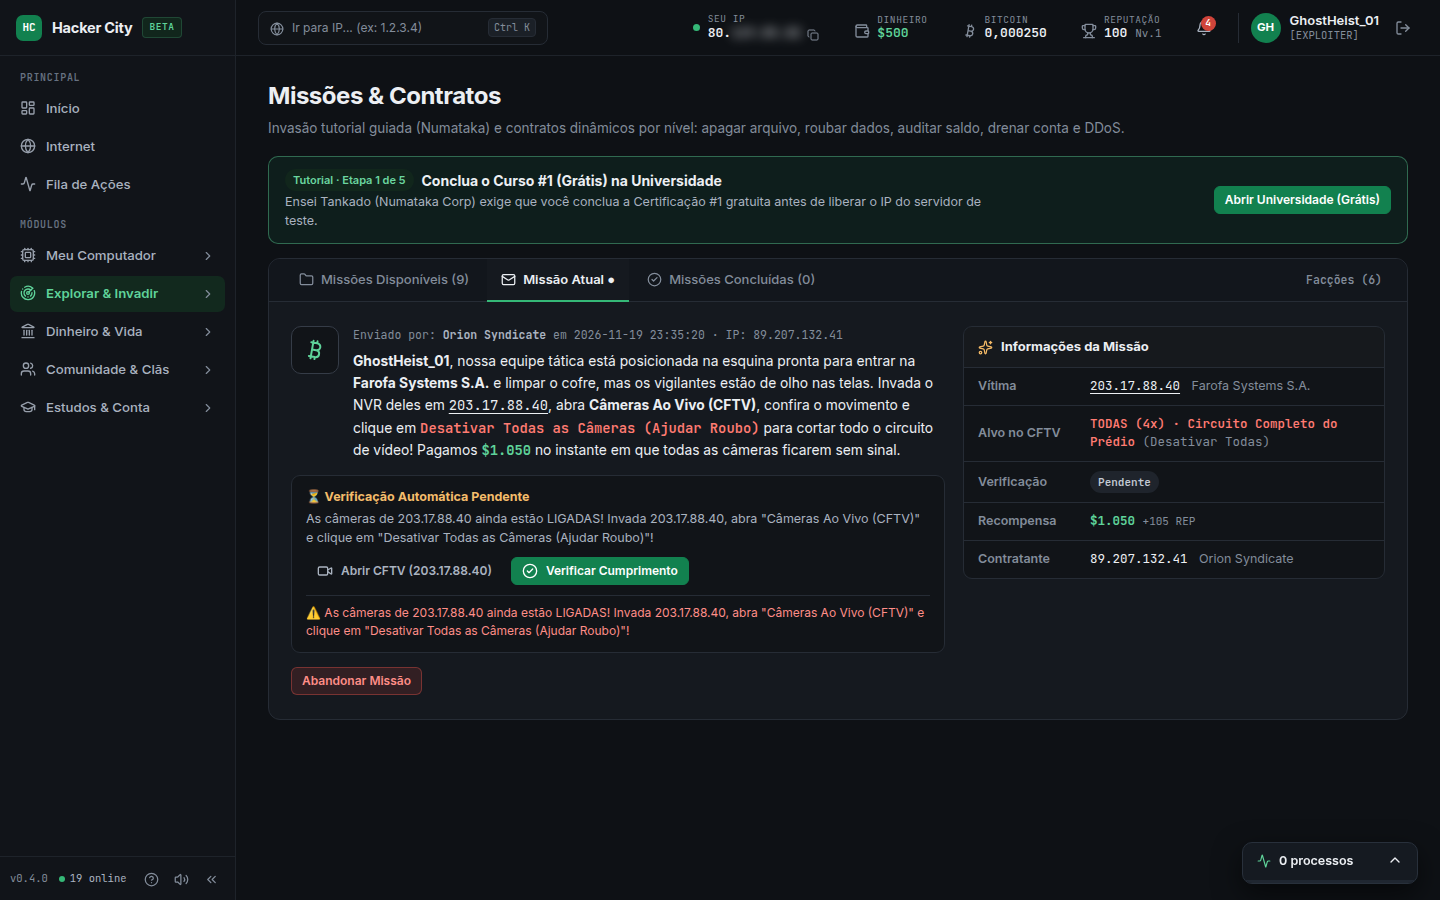 HC Hacker City BETA
Ir para IP... (ex: 1.2.3.4) Ctrl K
SEU IP
80.
DINHEIRO
$500
BITCOIN
0,000250
REPUTAÇÃO
100 Nv.1
4
GH
GhostHeist_01
[EXPLOITER]
PRINCIPAL
Início
Internet
Fila de Ações
MÓDULOS
Meu Computador
Explorar & Invadir
Dinheiro & Vida
Comunidade & Clãs
Estudos & Conta
v0.4.0 19 online
Missões & Contratos
Invasão tutorial guiada (Numataka) e contratos dinâmicos por nível: apagar arquivo, roubar dados, auditar saldo, drenar conta e DDoS.
Tutorial · Etapa 1 de 5 Conclua o Curso #1 (Grátis) na Universidade
Ensei Tankado (Numataka Corp) exige que você conclua a Certificação #1 gratuita antes de liberar o IP do servidor de
teste.
Abrir Universidade (Grátis)
Missões Disponíveis (9) Missão Atual ● Missões Concluídas (0) Facções (6)
Enviado por: Orion Syndicate em 2026-11-19 23:35:20 · IP: 89.207.132.41
GhostHeist_01, nossa equipe tática está posicionada na esquina pronta para entrar na
Farofa Systems S.A. e limpar o cofre, mas os vigilantes estão de olho nas telas. Invada o
NVR deles em 203.17.88.40, abra Câmeras Ao Vivo (CFTV), confira o movimento e
clique em Desativar Todas as Câmeras (Ajudar Roubo) para cortar todo o circuito
de vídeo! Pagamos $1.050 no instante em que todas as câmeras ficarem sem sinal.
⏳ Verificação Automática Pendente
As câmeras de 203.17.88.40 ainda estão LIGADAS! Invada 203.17.88.40, abra "Câmeras Ao Vivo (CFTV)"
e clique em "Desativar Todas as Câmeras (Ajudar Roubo)"!
Abrir CFTV (203.17.88.40) Verificar Cumprimento
⚠️ As câmeras de 203.17.88.40 ainda estão LIGADAS! Invada 203.17.88.40, abra "Câmeras Ao Vivo (CFTV)" e
clique em "Desativar Todas as Câmeras (Ajudar Roubo)"!
Abandonar Missão
Informações da Missão
Vítima 203.17.88.40 Farofa Systems S.A.
Alvo no CFTV TODAS (4x) · Circuito Completo do
Prédio (Desativar Todas)
Verificação Pendente
Recompensa $1.050 +105 REP
Contratante 89.207.132.41 Orion Syndicate
0 processos